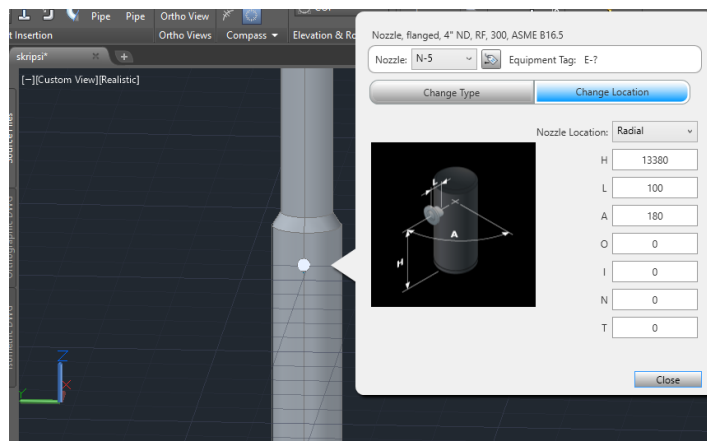 Pipe Pipe Ortho View
Insertion Ortho Views Compass Elevation & Ro
skripsi*
[−][Custom View][Realistic]
Nozzle, flanged, 4" ND, RF, 300, ASME B16.5
Nozzle: N-5 Equipment Tag: E-?
Change Type Change Location
Nozzle Location: Radial
H 13380
L 100
A 180
O 0
I 0
N 0
T 0
L
A
H
Close
Z
Y X